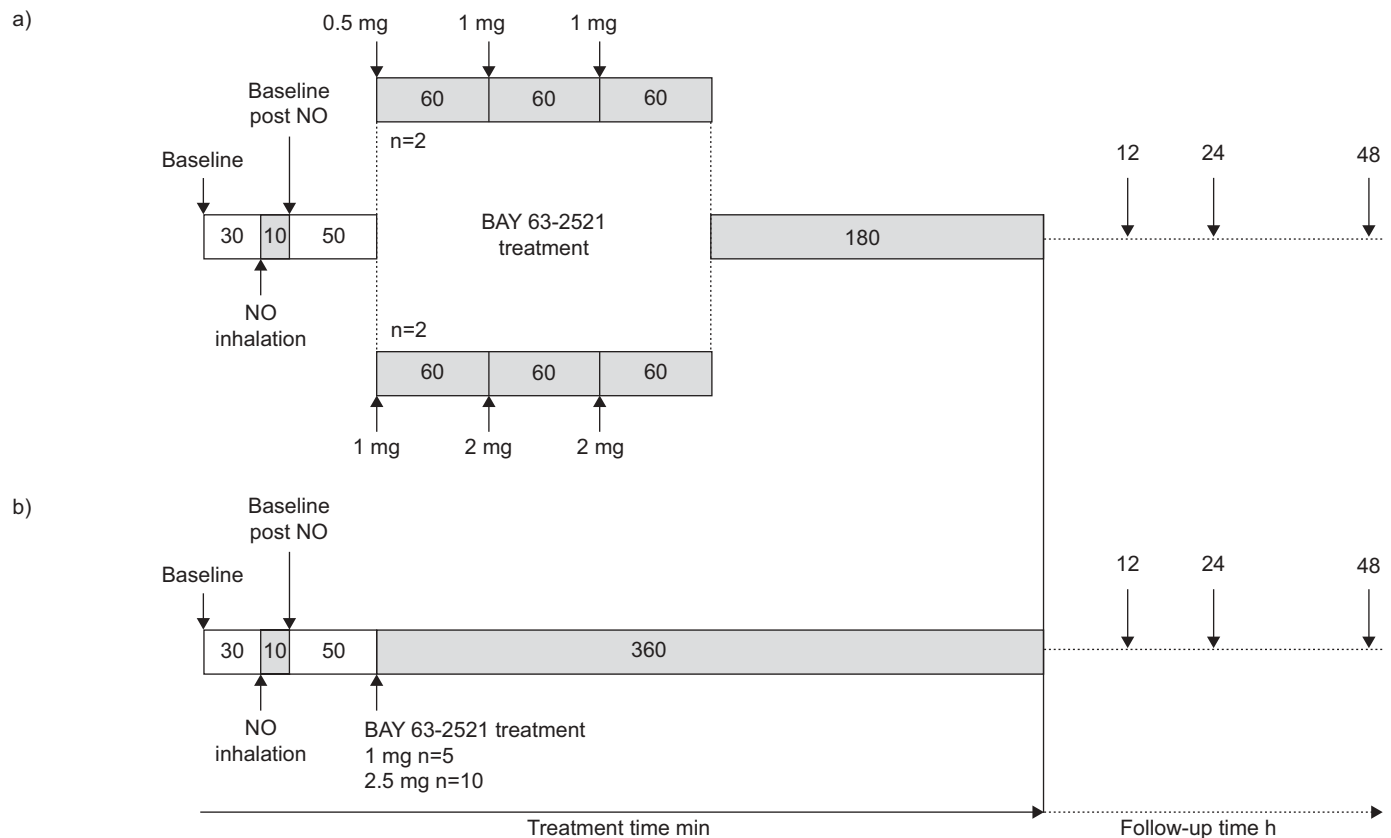 a)
0.5 mg
1 mg
1 mg
60
60
60
n=2
Baseline
post NO
Baseline
30
10
50
NO
inhalation
BAY 63-2521
treatment
180
12
24
48
n=2
60
60
60
1 mg
2 mg
2 mg
b)
Baseline
post NO
Baseline
30
10
50
360
12
24
48
NO
inhalation
BAY 63-2521 treatment
1 mg n=5
2.5 mg n=10
Treatment time min
Follow-up time h